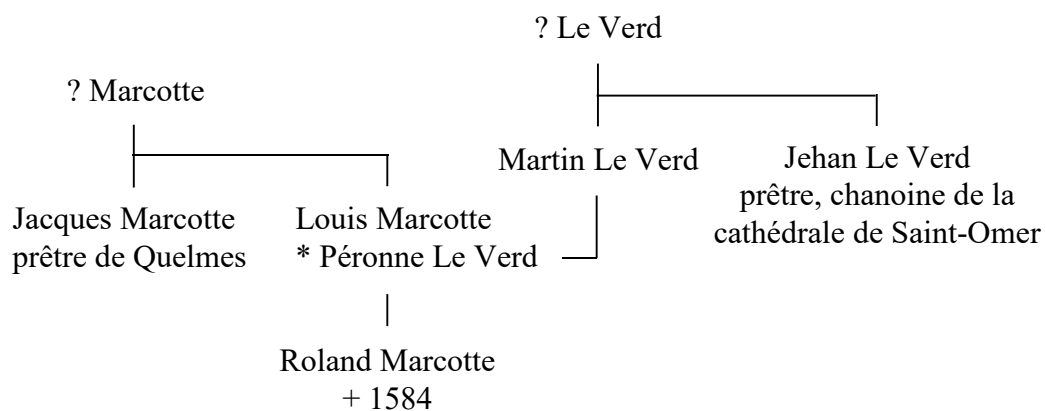 ? Le Verd
? Marcotte
Martin Le Verd
Jehan Le Verd
prêtre, chanoine de la
cathédrale de Saint-Omer
Jacques Marcotte
prêtre de Quelmes
Louis Marcotte
* Péronne Le Verd
Roland Marcotte
+ 1584